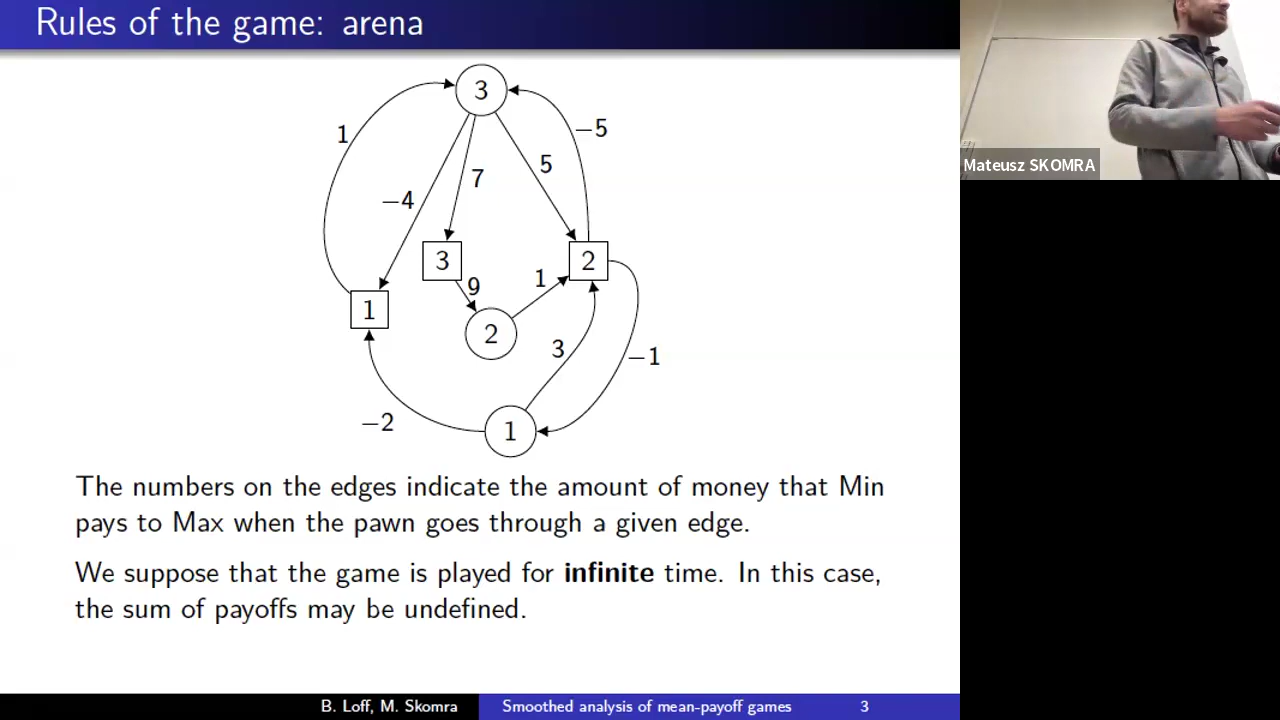 Rules of the game: arena
3
1
−5
5
7
−4
3
2
9
1
1
2
3
−1
−2
1
The numbers on the edges indicate the amount of money that Min
pays to Max when the pawn goes through a given edge.
We suppose that the game is played for infinite time. In this case,
the sum of payoffs may be undefined.
B. Loff, M. Skomra
Smoothed analysis of mean-payoff games
3
Mateusz SKOMRA